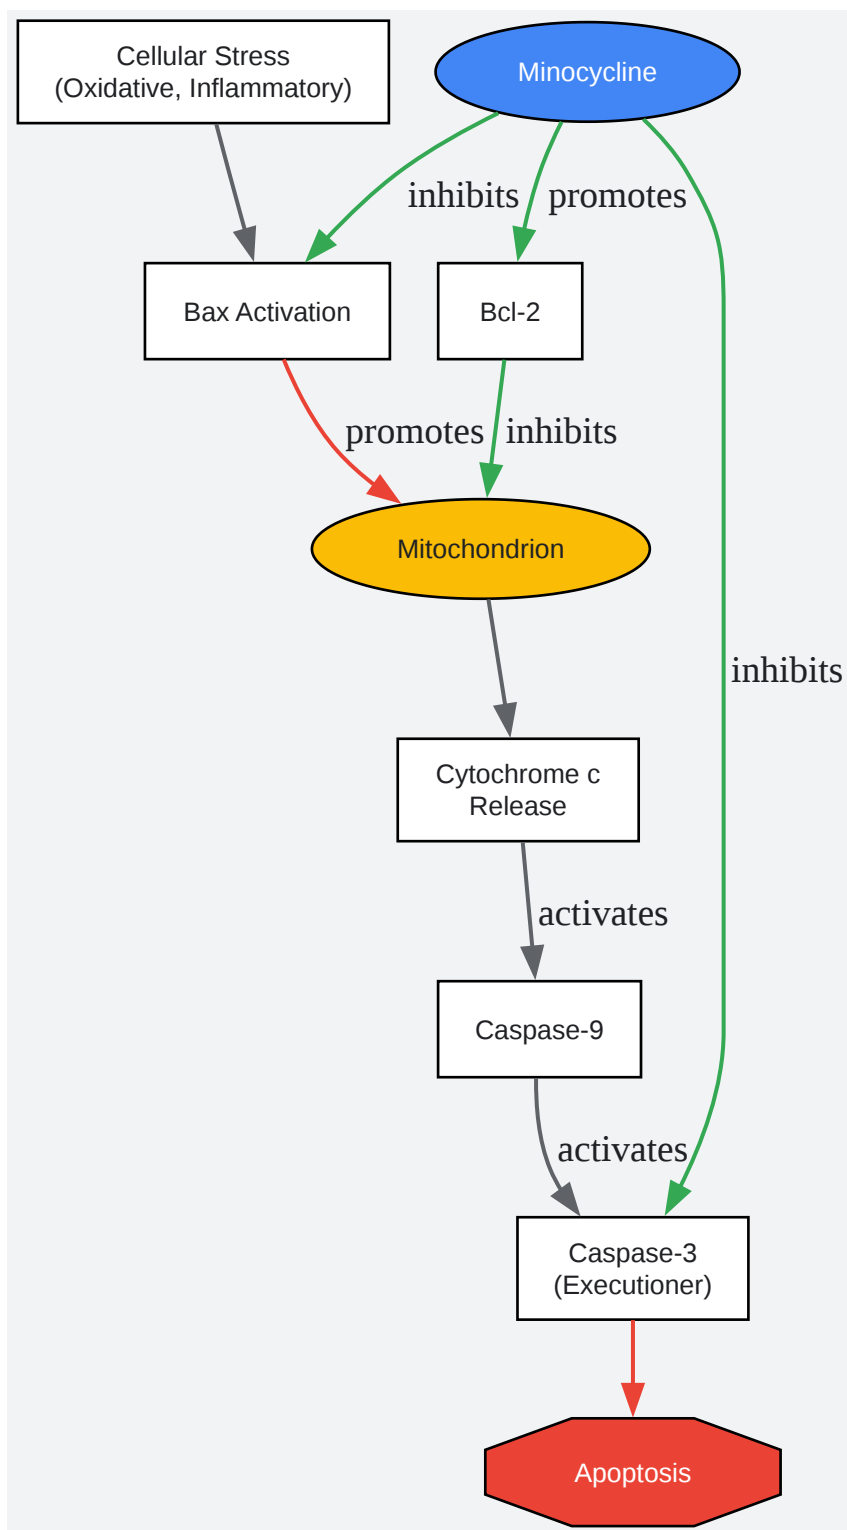 Cellular Stress
(Oxidative, Inflammatory)
Minocycline
inhibits
promotes
Bax Activation
Bcl-2
promotes
inhibits
Mitochondrion
inhibits
Cytochrome c
Release
activates
Caspase-9
activates
Caspase-3
(Executioner)
Apoptosis